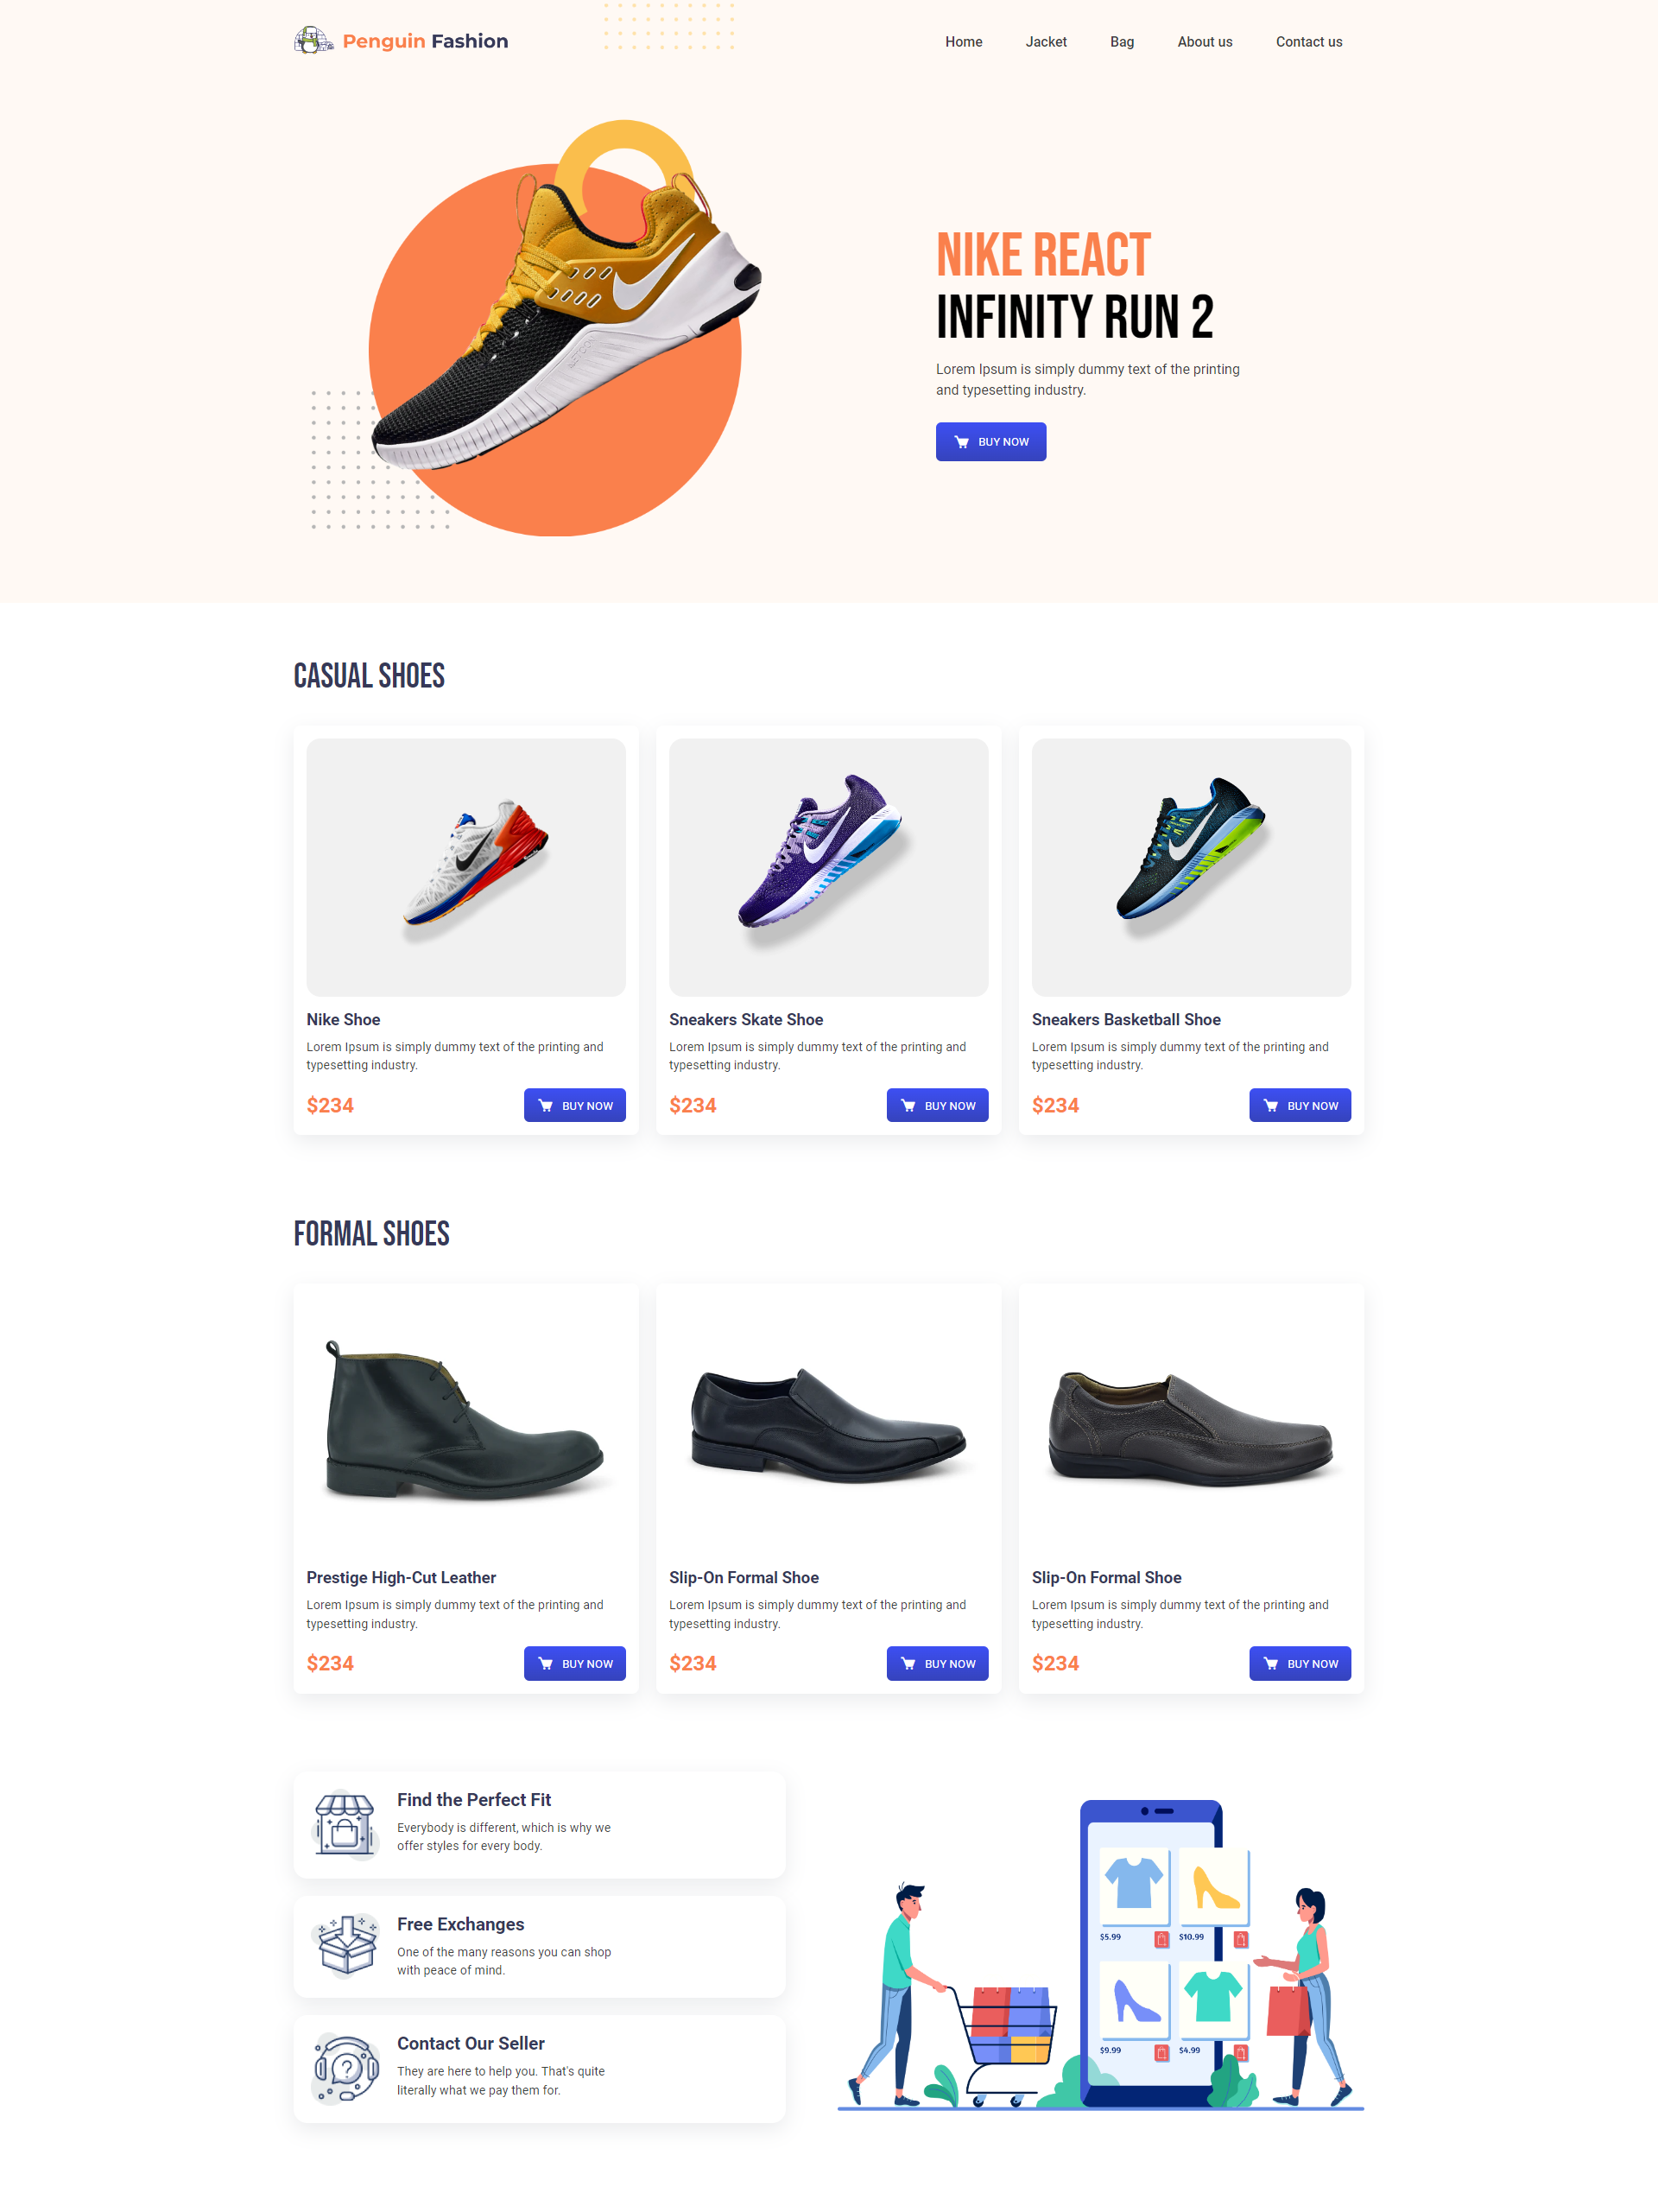 Penguin Fashion
Home Jacket Bag About us Contact us
NIKE REACT
INFINITY RUN 2
Lorem Ipsum is simply dummy text of the printing
and typesetting industry.
BUY NOW
CASUAL SHOES
Nike Shoe
Lorem Ipsum is simply dummy text of the printing and
typesetting industry.
$234 BUY NOW
Sneakers Skate Shoe
Lorem Ipsum is simply dummy text of the printing and
typesetting industry.
$234 BUY NOW
Sneakers Basketball Shoe
Lorem Ipsum is simply dummy text of the printing and
typesetting industry.
$234 BUY NOW
FORMAL SHOES
Prestige High-Cut Leather
Lorem Ipsum is simply dummy text of the printing and
typesetting industry.
$234 BUY NOW
Slip-On Formal Shoe
Lorem Ipsum is simply dummy text of the printing and
typesetting industry.
$234 BUY NOW
Slip-On Formal Shoe
Lorem Ipsum is simply dummy text of the printing and
typesetting industry.
$234 BUY NOW
Find the Perfect Fit
Everybody is different, which is why we
offer styles for every body.
Free Exchanges
One of the many reasons you can shop
with peace of mind.
Contact Our Seller
They are here to help you. That's quite
literally what we pay them for.
$5.99 $10.99
$9.99 $4.99